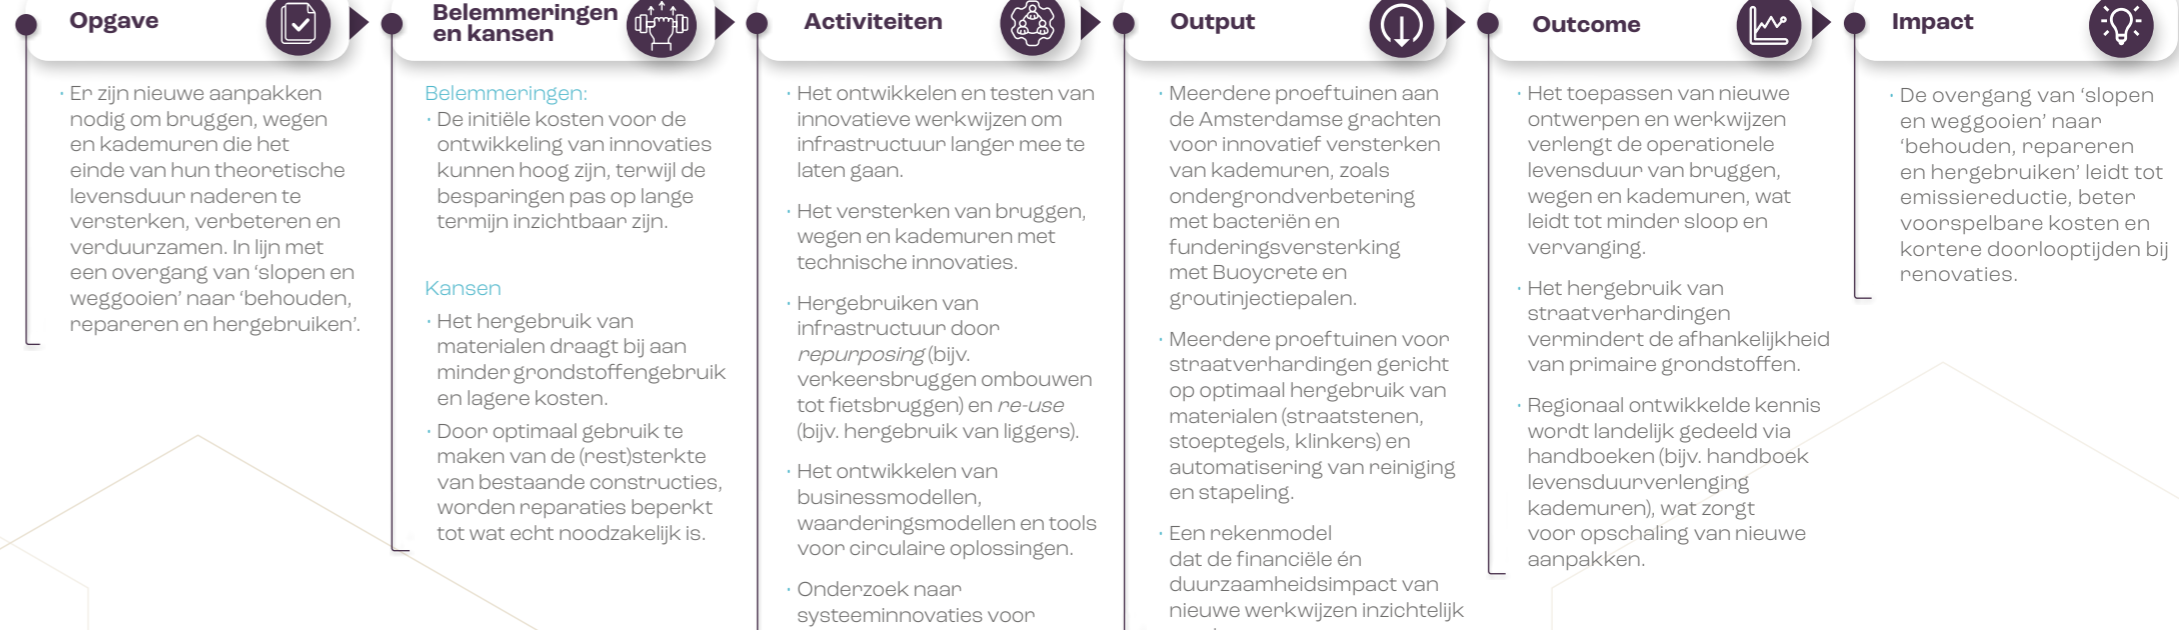 Opgave
· Er zijn nieuwe aanpakken
nodig om bruggen, wegen
en kademuren die het
einde van hun theoretische
levensduur naderen te
versterken, verbeteren en
verduurzamen. In lijn met
een overgang van ‘slopen en
weggooien’ naar ‘behouden,
repareren en hergebruiken’.
Belemmeringen
en kansen
Belemmeringen:
· De initiële kosten voor de
ontwikkeling van innovaties
kunnen hoog zijn, terwijl de
besparingen pas op lange
termijn inzichtbaar zijn.
Kansen
· Het hergebruik van
materialen draagt bij aan
minder grondstoffengebruik
en lagere kosten.
· Door optimaal gebruik te
maken van de (rest)sterkte
van bestaande constructies,
worden reparaties beperkt
tot wat echt noodzakelijk is.
Activiteiten
· Het ontwikkelen en testen van
innovatieve werkwijzen om
infrastructuur langer mee te
laten gaan.
· Het versterken van bruggen,
wegen en kademuren met
technische innovaties.
· Hergebruiken van
infrastructuur door
repurposing (bijv.
verkeersbruggen ombouwen
tot fietsbruggen) en re-use
(bijv. hergebruik van liggers).
· Het ontwikkelen van
businessmodellen,
waarderingsmodellen en tools
voor circulaire oplossingen.
· Onderzoek naar
systeeminnovaties voor
Output
· Meerdere proeftuinen aan
de Amsterdamse grachten
voor innovatief versterken
van kademuren, zoals
ondergrondverbetering
met bacteriën en
funderingsversterking
met Buoycrete en
groutinjectiepalen.
· Meerdere proeftuinen voor
straatverhardingen gericht
op optimaal hergebruik van
materialen (straatstenen,
stoeptegels, klinkers) en
automatisering van reiniging
en stapeling.
· Een rekenmodel
dat de financiële én
duurzaamheidsimpact van
nieuwe werkwijzen inzichtelijk
Outcome
· Het toepassen van nieuwe
ontwerpen en werkwijzen
verlengt de operationele
levensduur van bruggen,
wegen en kademuren, wat
leidt tot minder sloop en
vervanging.
· Het hergebruik van
straatverhardingen
vermindert de afhankelijkheid
van primaire grondstoffen.
· Regionaal ontwikkelde kennis
wordt landelijk gedeeld via
handboeken (bijv. handboek
levensduurverlenging
kademuren), wat zorgt
voor opschaling van nieuwe
aanpakken.
Impact
· De overgang van ‘slopen
en weggooien’ naar
‘behouden, repareren
en hergebruiken’ leidt tot
emissiereductie, beter
voorspelbare kosten en
kortere doorlooptijden bij
renovaties.